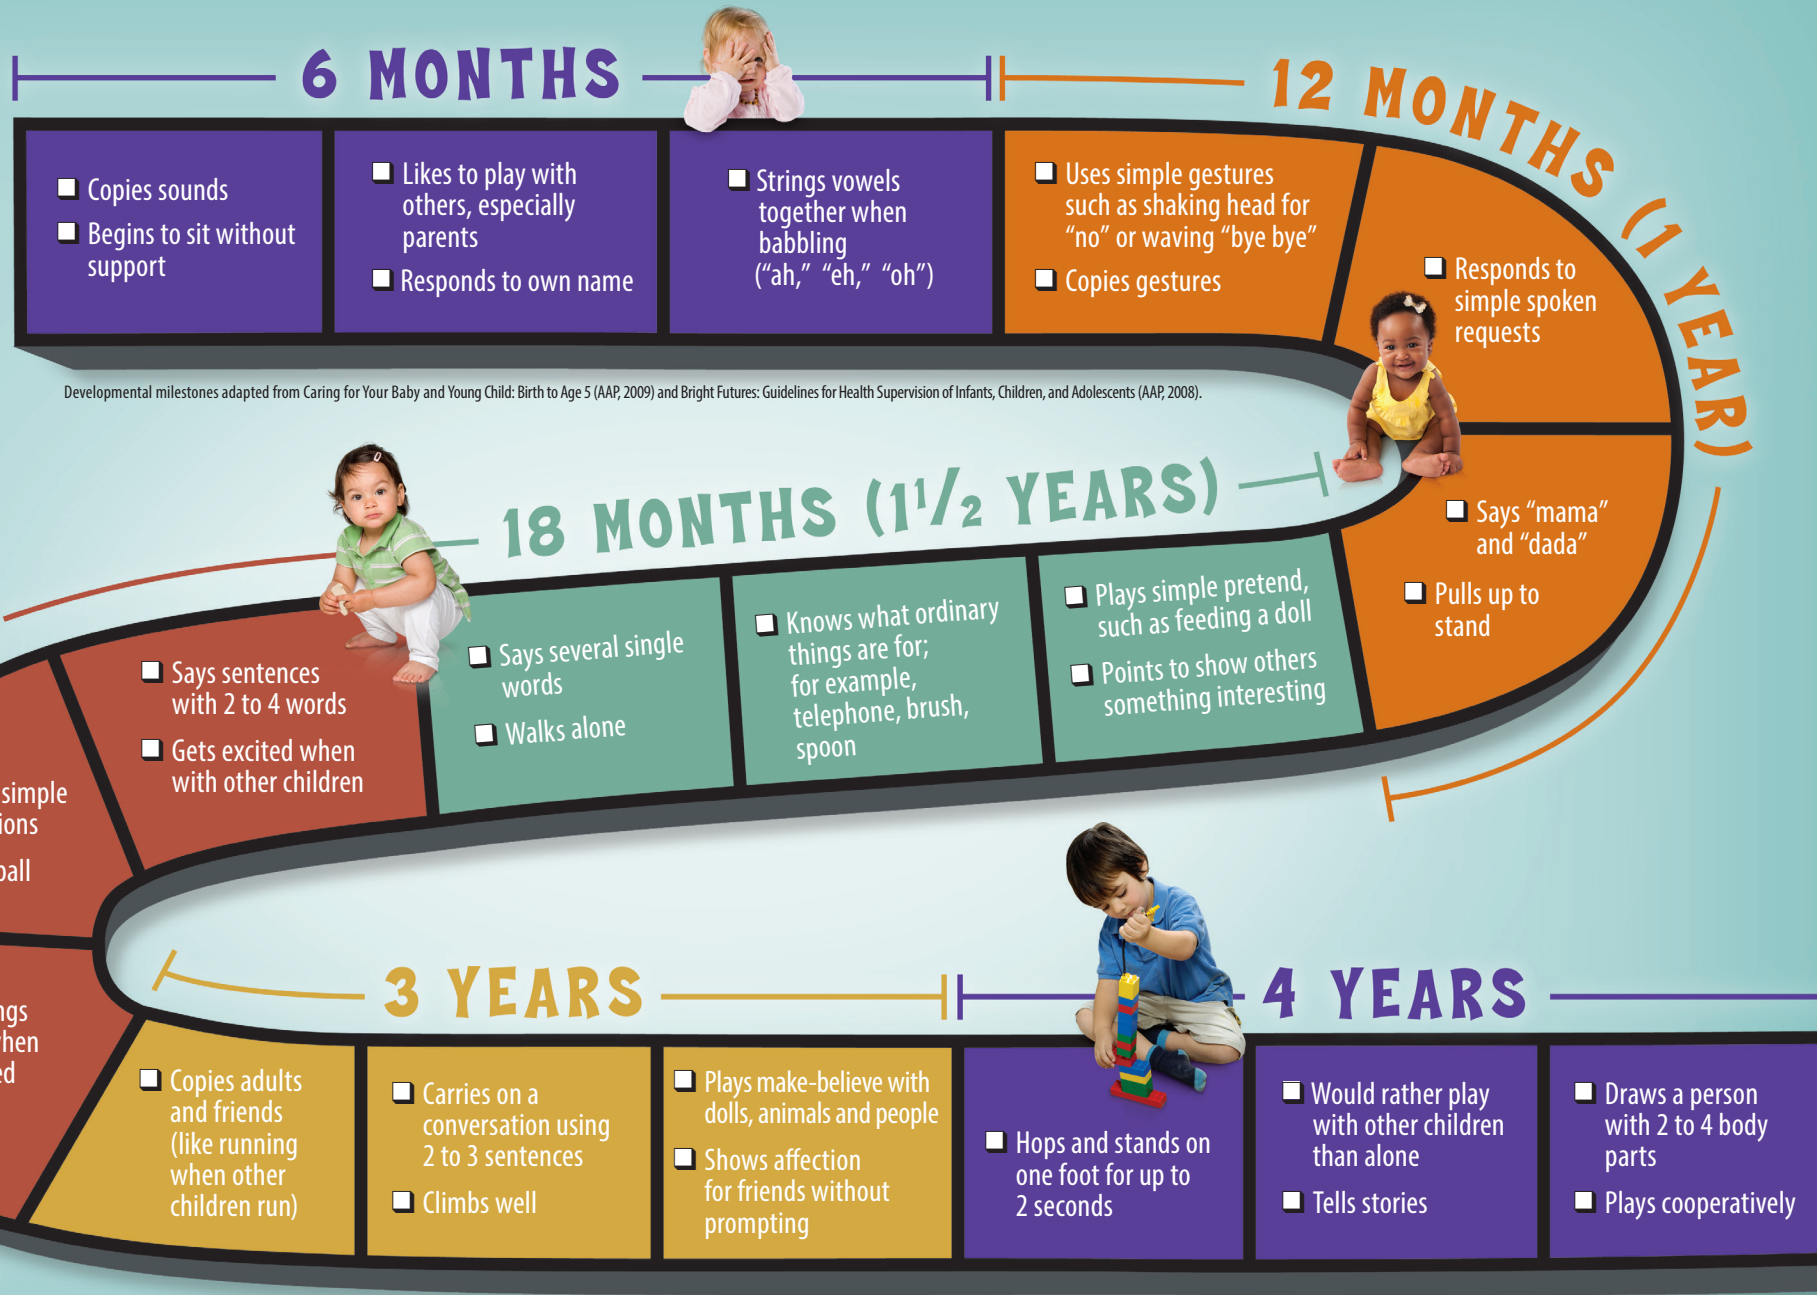 6 MONTHS
Copies sounds
Begins to sit without
support
Likes to play with
others, especially
parents
Responds to own name
Strings vowels
together when
babbling
(“ah,” “eh,” “oh”)
12 MONTHS (1 YEAR)
Uses simple gestures
such as shaking head for
“no” or waving “bye bye”
Copies gestures
Responds to
simple spoken
requests
Says “mama”
and “dada”
Pulls up to
stand
Developmental milestones adapted from Caring for Your Baby and Young Child: Birth to Age 5 (AAP, 2009) and Bright Futures: Guidelines for Health Supervision of Infants, Children, and Adolescents (AAP, 2008).
18 MONTHS (1 1/2 YEARS)
Plays simple pretend,
such as feeding a doll
Points to show others
something interesting
Knows what ordinary
things are for;
for example,
telephone, brush,
spoon
Says several single
words
Walks alone
Says sentences
with 2 to 4 words
Gets excited when
with other children
simple
3 YEARS
Copies adults
and friends
(like running
when other
children run)
Carries on a
conversation using
2 to 3 sentences
Climbs well
Plays make-believe with
dolls, animals and people
Shows affection
for friends without
prompting
4 YEARS
Hops and stands on
one foot for up to
2 seconds
Would rather play
with other children
than alone
Tells stories
Draws a person
with 2 to 4 body
parts
Plays cooperatively